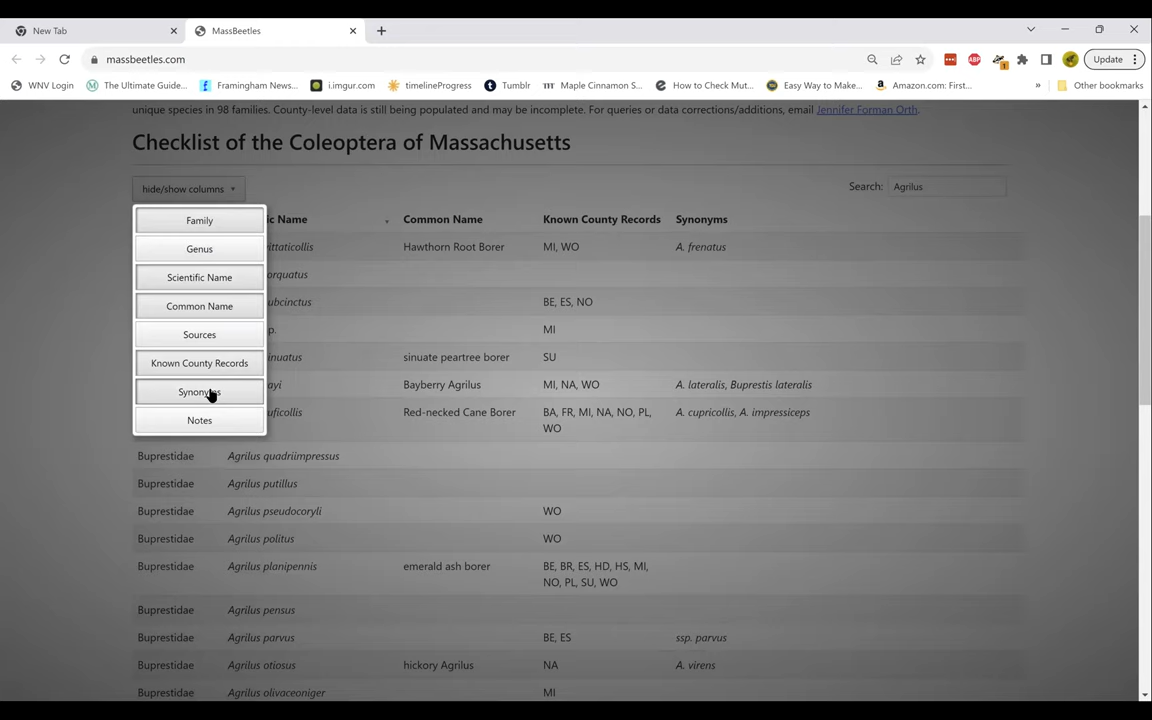 New Tab
MassBeetles
massbeetles.com
Update
WNV Login
The Ultimate Guide...
Framingham News...
i.imgur.com
timelineProgress
Tumblr
Maple Cinnamon S...
How to Check Mut...
Easy Way to Make...
Amazon.com: First...
»
Other bookmarks
unique species in 98 families. County-level data is still being populated and may be incomplete. For queries or data corrections/additions, email Jennifer Forman Orth.
Checklist of the Coleoptera of Massachusetts
hide/show columns
Search: Agrilus
Family
Genus
Scientific Name
Common Name
Sources
Known County Records
Synonyms
Notes
ic Name Common Name Known County Records Synonyms
ittaticollis Hawthorn Root Borer MI, WO A. frenatus
orquatus
ubcinctus BE, ES, NO
p. MI
inuatus sinuate peartree borer SU
ayi Bayberry Agrilus MI, NA, WO A. lateralis, Buprestis lateralis
uficollis Red-necked Cane Borer BA, FR, MI, NA, NO, PL, WO A. cupricollis, A. impressiceps
Buprestidae Agrilus quadriimpressus
Buprestidae Agrilus putillus
Buprestidae Agrilus pseudocoryli WO
Buprestidae Agrilus politus WO
Buprestidae Agrilus planipennis emerald ash borer BE, BR, ES, HD, HS, MI, NO, PL, SU, WO
Buprestidae Agrilus pensus
Buprestidae Agrilus parvus BE, ES ssp. parvus
Buprestidae Agrilus otiosus hickory Agrilus NA A. virens
Buprestidae Agrilus olivaceoniger MI